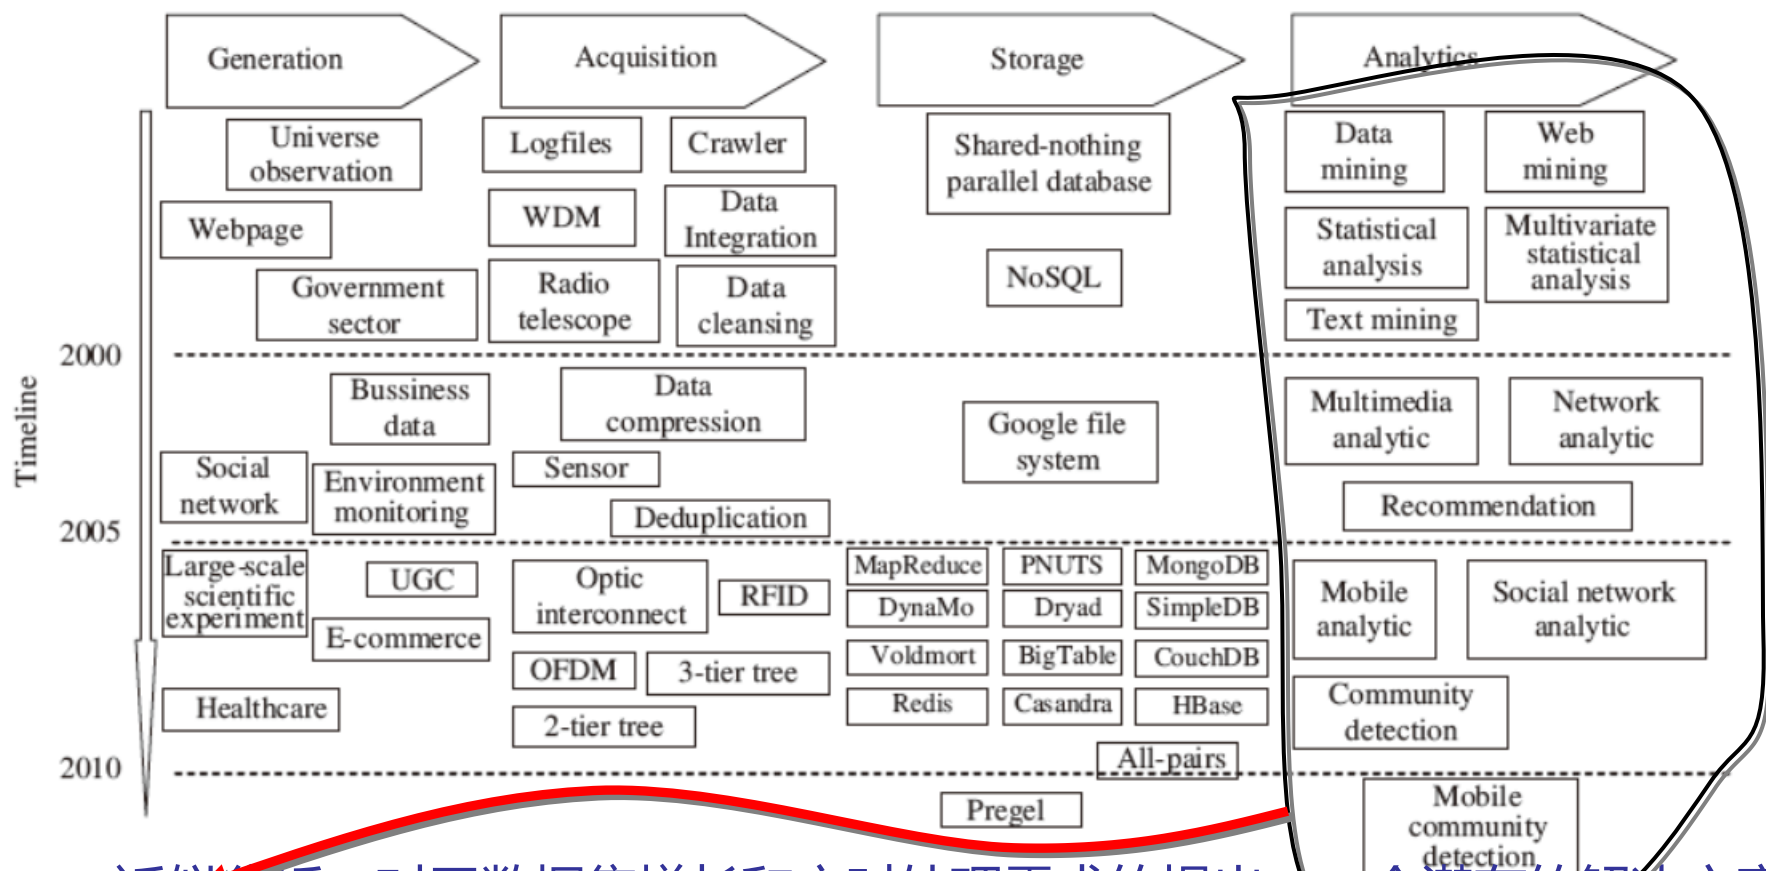 Generation
Acquisition
Storage
Analytics
Timeline
Universe
observation
Webpage
Government
sector
Logfiles
Crawler
WDM
Data
Integration
Radio
telescope
Data
cleansing
Shared-nothing
parallel database
NoSQL
Data
mining
Web
mining
Statistical
analysis
Multivariate
statistical
analysis
Text mining
2000
Bussiness
data
Social
network
Environment
monitoring
Data
compression
Sensor
Deduplication
Google file
system
Multimedia
analytic
Network
analytic
Recommendation
2005
Large-scale
scientific
experiment
UGC
E-commerce
Healthcare
Optic
interconnect
RFID
OFDM
3-tier tree
2-tier tree
MapReduce
PNUTS
MongoDB
DynaMo
Dryad
SimpleDB
Voldmort
BigTable
CouchDB
Redis
Casandra
HBase
All-pairs
Mobile
analytic
Social network
analytic
Community
detection
2010
Pregel
Mobile
community
detection